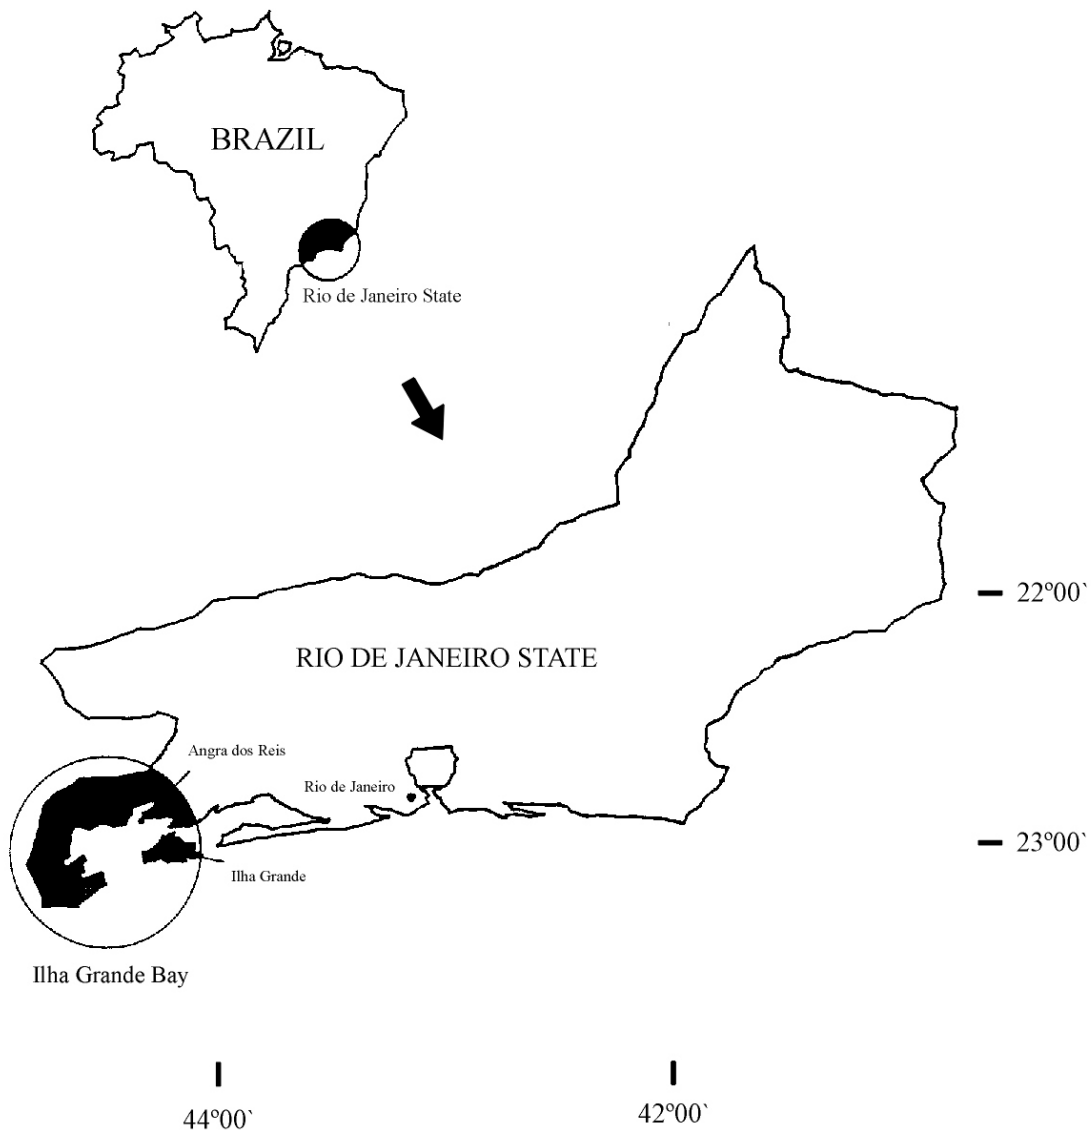 BRAZIL
Rio de Janeiro State
22º00`
RIO DE JANEIRO STATE
Angra dos Reis
Rio de Janeiro
23º00`
Ilha Grande
Ilha Grande Bay
44º00`
42º00`